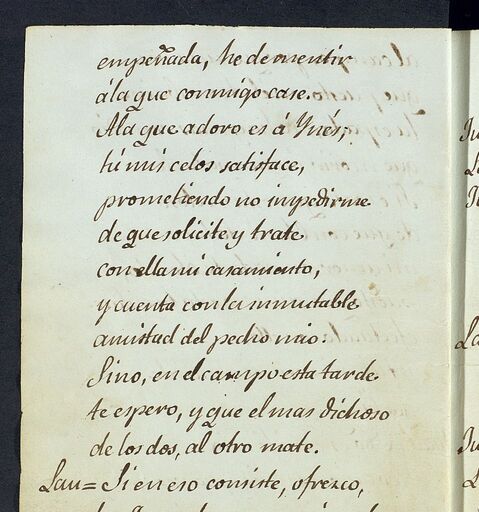 empeñada, he de mentir
á la que conmigo case.
A la que adoro es á Ynés;
tú mis celos satisface,
prometiendo no impedirme
de que solicite y trate
con ella mi casamiento,
y cuenta con la inmutable
amistad del pecho mio:
Sino, en el campo esta tarde
te espero, y que el mas dichoso
de los dos, al otro mate.
Lau= Si en eso consiste, ofrezco,